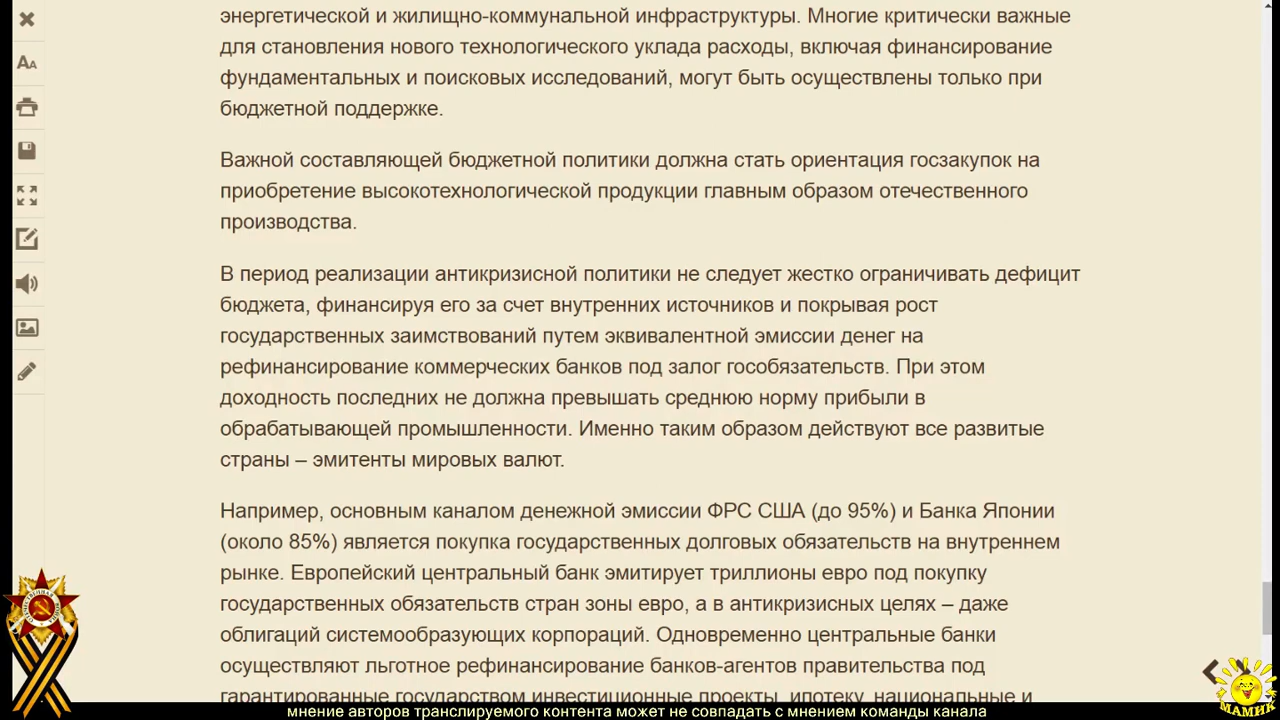 энергетической и жилищно-коммунальной инфраструктуры. Многие критически важные
для становления нового технологического уклада расходы, включая финансирование
фундаментальных и поисковых исследований, могут быть осуществлены только при
бюджетной поддержке.
Важной составляющей бюджетной политики должна стать ориентация госзакупок на
приобретение высокотехнологической продукции главным образом отечественного
производства.
В период реализации антикризисной политики не следует жестко ограничивать дефицит
бюджета, финансируя его за счет внутренних источников и покрывая рост
государственных заимствований путем эквивалентной эмиссии денег на
рефинансирование коммерческих банков под залог гособязательств. При этом
доходность последних не должна превышать среднюю норму прибыли в
обрабатывающей промышленности. Именно таким образом действуют все развитые
страны – эмитенты мировых валют.
Например, основным каналом денежной эмиссии ФРС США (до 95%) и Банка Японии
(около 85%) является покупка государственных долговых обязательств на внутреннем
рынке. Европейский центральный банк эмитирует триллионы евро под покупку
государственных обязательств стран зоны евро, а в антикризисных целях – даже
облигаций системообразующих корпораций. Одновременно центральные банки
осуществляют льготное рефинансирование банков-агентов правительства под
гарантированные государством инвестиционные проекты, ипотеку, национальные и
МАМИК
мнение авторов транслируемого контента может не совпадать с мнением команды канала